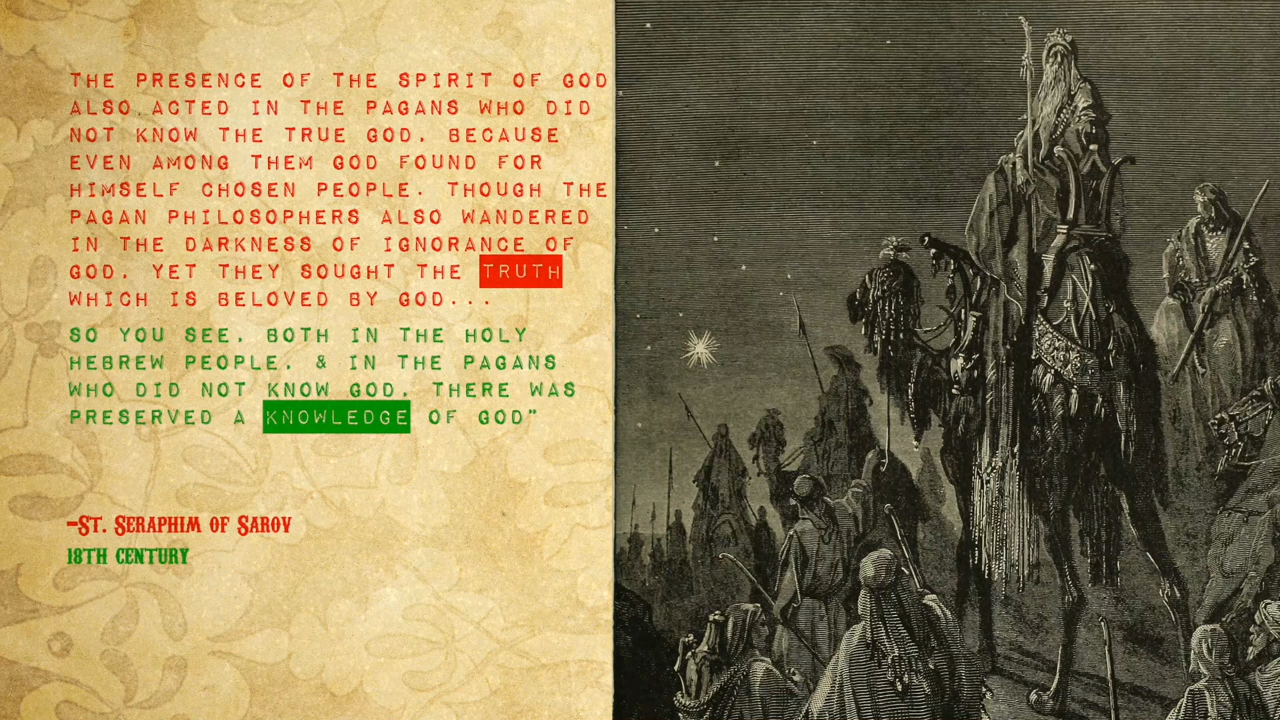 THE PRESENCE OF THE SPIRIT OF GOD
ALSO ACTED IN THE PAGANS WHO DID
NOT KNOW THE TRUE GOD, BECAUSE
EVEN AMONG THEM GOD FOUND FOR
HIMSELF CHOSEN PEOPLE. THOUGH THE
PAGAN PHILOSOPHERS ALSO WANDERED
IN THE DARKNESS OF IGNORANCE OF
GOD, YET THEY SOUGHT THE TRUTH
WHICH IS BELOVED BY GOD...
SO YOU SEE, BOTH IN THE HOLY
HEBREW PEOPLE, & IN THE PAGANS
WHO DID NOT KNOW GOD, THERE WAS
PRESERVED A KNOWLEDGE OF GOD"
-ST. SERAPHIM OF SAROV
18TH CENTURY